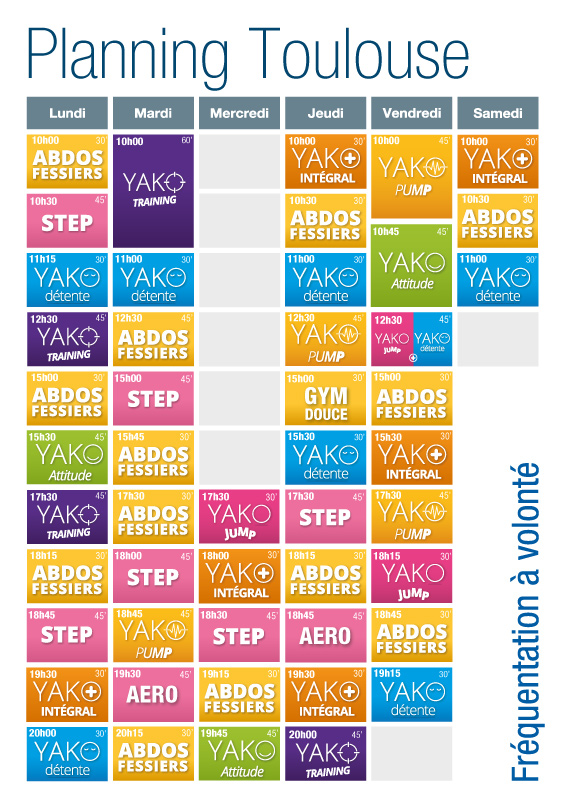 Planning Toulouse
Lundi Mardi Mercredi Jeudi Vendredi Samedi
10h00 30'
ABDOS
FESSIERS
10h00 60'
YAKO
TRAINING
10h00 30'
YAKO
INTÉGRAL
10h00 45'
YAKO
PUMP
10h00 30'
YAKO
INTÉGRAL
10h30 45'
STEP
10h30 30'
ABDOS
FESSIERS
10h45 45'
YAKO
Attitude
10h30 30'
ABDOS
FESSIERS
11h15 30'
YAKO
détente
11h00 30'
YAKO
détente
11h00 30'
YAKO
détente
11h00 30'
YAKO
détente
12h30 45'
YAKO
TRAINING
12h30 45'
ABDOS
FESSIERS
12h30 45'
YAKO
PUMP
12h30 45'
YAKO YAKO
JUMP détente
15h00 30'
ABDOS
FESSIERS
15h00 45'
STEP
15h00 30'
GYM
DOUCE
15h00 30'
ABDOS
FESSIERS
15h30 45'
YAKO
Attitude
15h45 30'
ABDOS
FESSIERS
15h30 30'
YAKO
détente
15h30 30'
YAKO
INTÉGRAL
17h30 45'
YAKO
TRAINING
17h30 30'
ABDOS
FESSIERS
17h30 30'
YAKO
JUMP
17h30 45'
STEP
17h30 45'
YAKO
PUMP
18h15 30'
ABDOS
FESSIERS
18h00 45'
STEP
18h00 30'
YAKO
INTÉGRAL
18h15 30'
ABDOS
FESSIERS
18h15 30'
YAKO
JUMP
18h45 45'
STEP
18h45 45'
YAKO
PUMP
18h30 45'
STEP
18h45 45'
AERO
18h45 30'
ABDOS
FESSIERS
19h30 30'
YAKO
INTÉGRAL
19h30 45'
AERO
19h15 30'
ABDOS
FESSIERS
19h30 30'
YAKO
INTÉGRAL
19h15 30'
YAKO
détente
20h00 30'
YAKO
détente
20h15 30'
ABDOS
FESSIERS
19h45 45'
YAKO
Attitude
20h00 45'
YAKO
TRAINING
Fréquentation à volonté